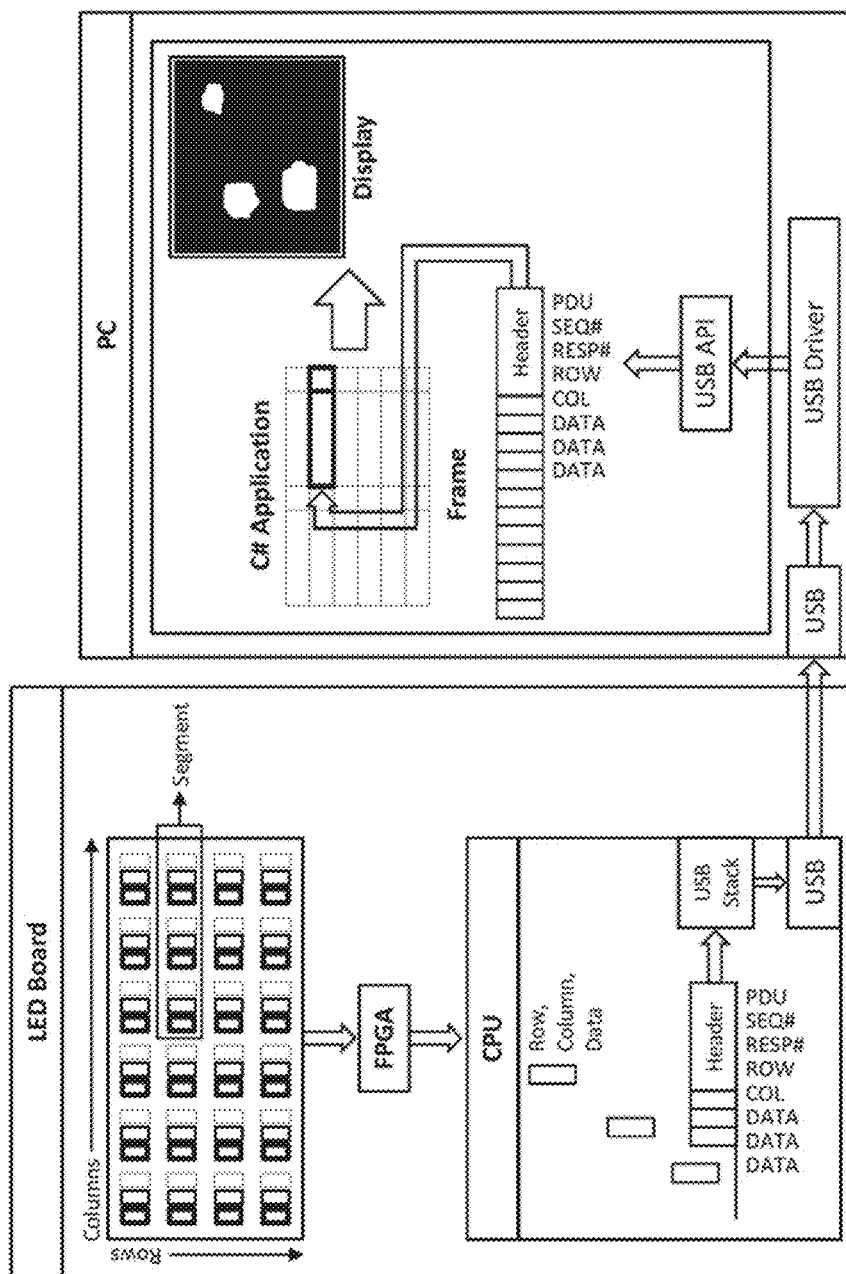 LED Board
Columns
Rows
Segment
FPGA
CPU
Row,
Column,
Data
Header
PDU
SEQ#
RESP#
ROW
COL
DATA
DATA
DATA
USB
Stack
USB
PC
C# Application
Display
Frame
Header
PDU
SEQ#
RESP#
ROW
COL
DATA
DATA
DATA
USB API
USB
USB Driver